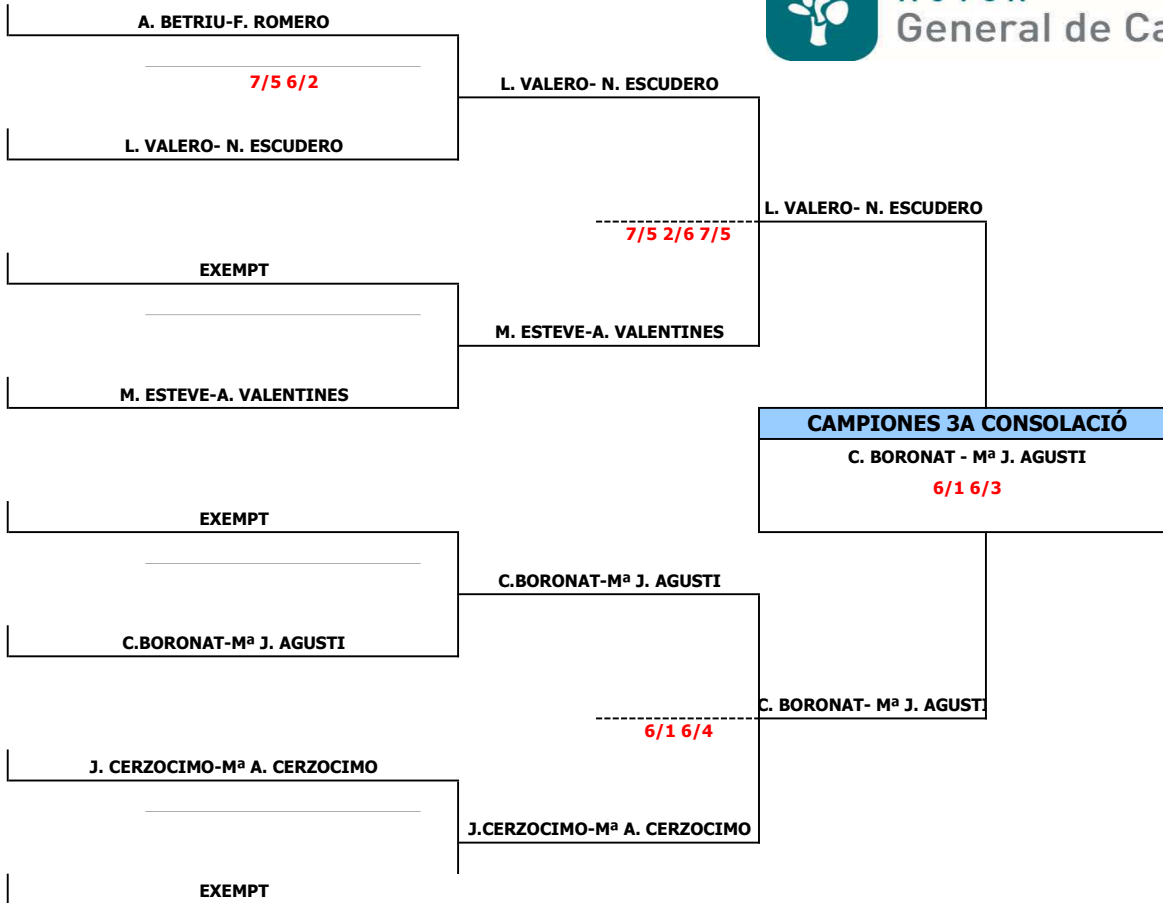 General de Ca
A. BETRIU-F. ROMERO
7/5 6/2
L. VALERO- N. ESCUDERO
L. VALERO- N. ESCUDERO
L. VALERO- N. ESCUDERO
7/5 2/6 7/5
EXEMPT
M. ESTEVE-A. VALENTINES
M. ESTEVE-A. VALENTINES
CAMPIONES 3A CONSOLACIÓ
C. BORONAT - Mª J. AGUSTI
6/1 6/3
EXEMPT
C.BORONAT-Mª J. AGUSTI
C.BORONAT-Mª J. AGUSTI
C. BORONAT- Mª J. AGUSTI
6/1 6/4
J. CERZOCIMO-Mª A. CERZOCIMO
J.CERZOCIMO-Mª A. CERZOCIMO
EXEMPT